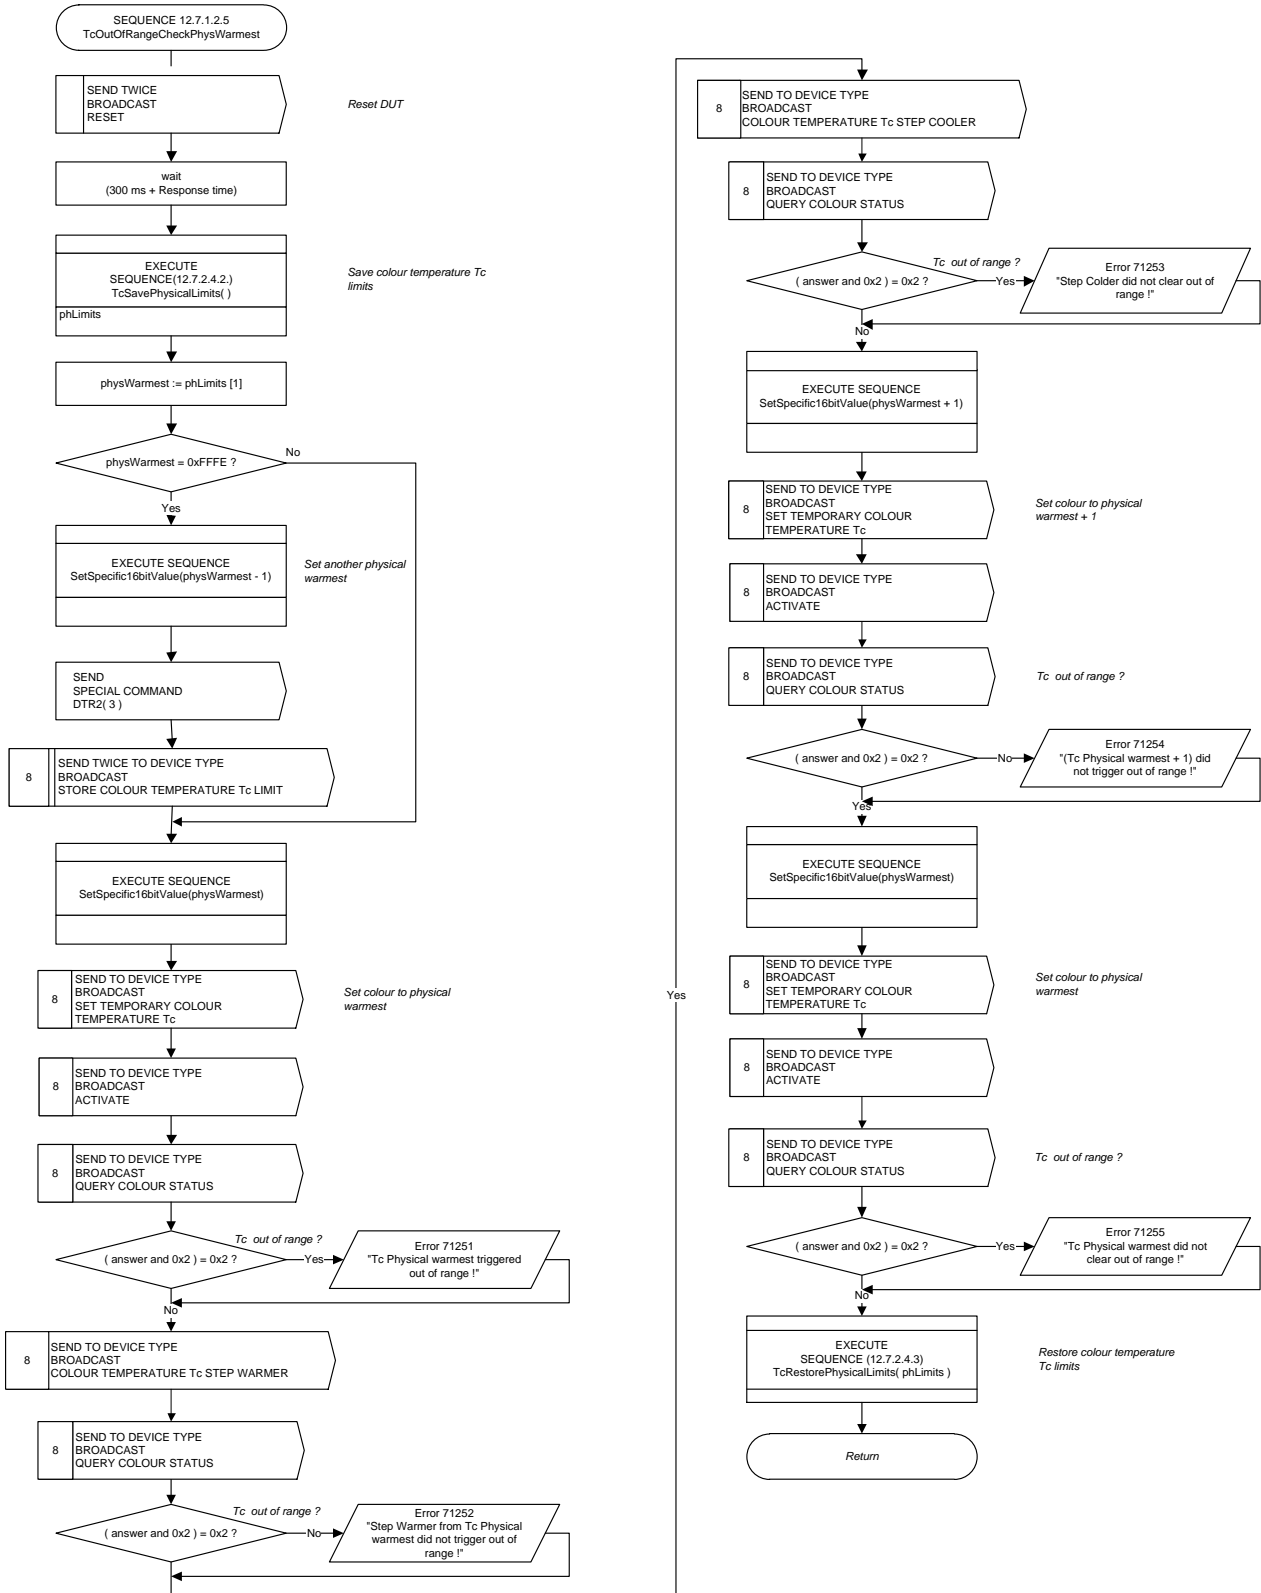 SEQUENCE 12.7.1.2.5
TcOutOfRangeCheckPhysWarmest
SEND TWICE
BROADCAST
RESET
Reset DUT
wait
(300 ms + Response time)
EXECUTE
SEQUENCE(12.7.2.4.2.)
TcSavePhysicalLimits( )
phLimits
Save colour temperature Tc
limits
physWarmest := phLimits [1]
physWarmest = 0xFFFE ?
No
Yes
EXECUTE SEQUENCE
SetSpecific16bitValue(physWarmest - 1)
Set another physical
warmest
SEND
SPECIAL COMMAND
DTR2( 3 )
8
SEND TWICE TO DEVICE TYPE
BROADCAST
STORE COLOUR TEMPERATURE Tc LIMIT
EXECUTE SEQUENCE
SetSpecific16bitValue(physWarmest)
8
SEND TO DEVICE TYPE
BROADCAST
SET TEMPORARY COLOUR
TEMPERATURE Tc
Set colour to physical
warmest
8
SEND TO DEVICE TYPE
BROADCAST
ACTIVATE
8
SEND TO DEVICE TYPE
BROADCAST
QUERY COLOUR STATUS
Tc out of range ?
( answer and 0x2 ) = 0x2 ?
Yes
Error 71251
"Tc Physical warmest triggered
out of range !"
No
8
SEND TO DEVICE TYPE
BROADCAST
COLOUR TEMPERATURE Tc STEP WARMER
8
SEND TO DEVICE TYPE
BROADCAST
QUERY COLOUR STATUS
Tc out of range ?
( answer and 0x2 ) = 0x2 ?
No
Error 71252
"Step Warmer from Tc Physical
warmest did not trigger out of
range !"
Yes
8
SEND TO DEVICE TYPE
BROADCAST
COLOUR TEMPERATURE Tc STEP COOLER
8
SEND TO DEVICE TYPE
BROADCAST
QUERY COLOUR STATUS
Tc out of range ?
( answer and 0x2 ) = 0x2 ?
Yes
Error 71253
"Step Colder did not clear out of
range !"
No
EXECUTE SEQUENCE
SetSpecific16bitValue(physWarmest + 1)
8
SEND TO DEVICE TYPE
BROADCAST
SET TEMPORARY COLOUR
TEMPERATURE Tc
Set colour to physical
warmest + 1
8
SEND TO DEVICE TYPE
BROADCAST
ACTIVATE
8
SEND TO DEVICE TYPE
BROADCAST
QUERY COLOUR STATUS
Tc out of range ?
( answer and 0x2 ) = 0x2 ?
No
Error 71254
"(Tc Physical warmest + 1) did
not trigger out of range !"
Yes
EXECUTE SEQUENCE
SetSpecific16bitValue(physWarmest)
8
SEND TO DEVICE TYPE
BROADCAST
SET TEMPORARY COLOUR
TEMPERATURE Tc
Set colour to physical
warmest
8
SEND TO DEVICE TYPE
BROADCAST
ACTIVATE
8
SEND TO DEVICE TYPE
BROADCAST
QUERY COLOUR STATUS
Tc out of range ?
( answer and 0x2 ) = 0x2 ?
Yes
Error 71255
"Tc Physical warmest did not
clear out of range !"
No
EXECUTE
SEQUENCE (12.7.2.4.3)
TcRestorePhysicalLimits( phLimits )
Restore colour temperature
Tc limits
Return